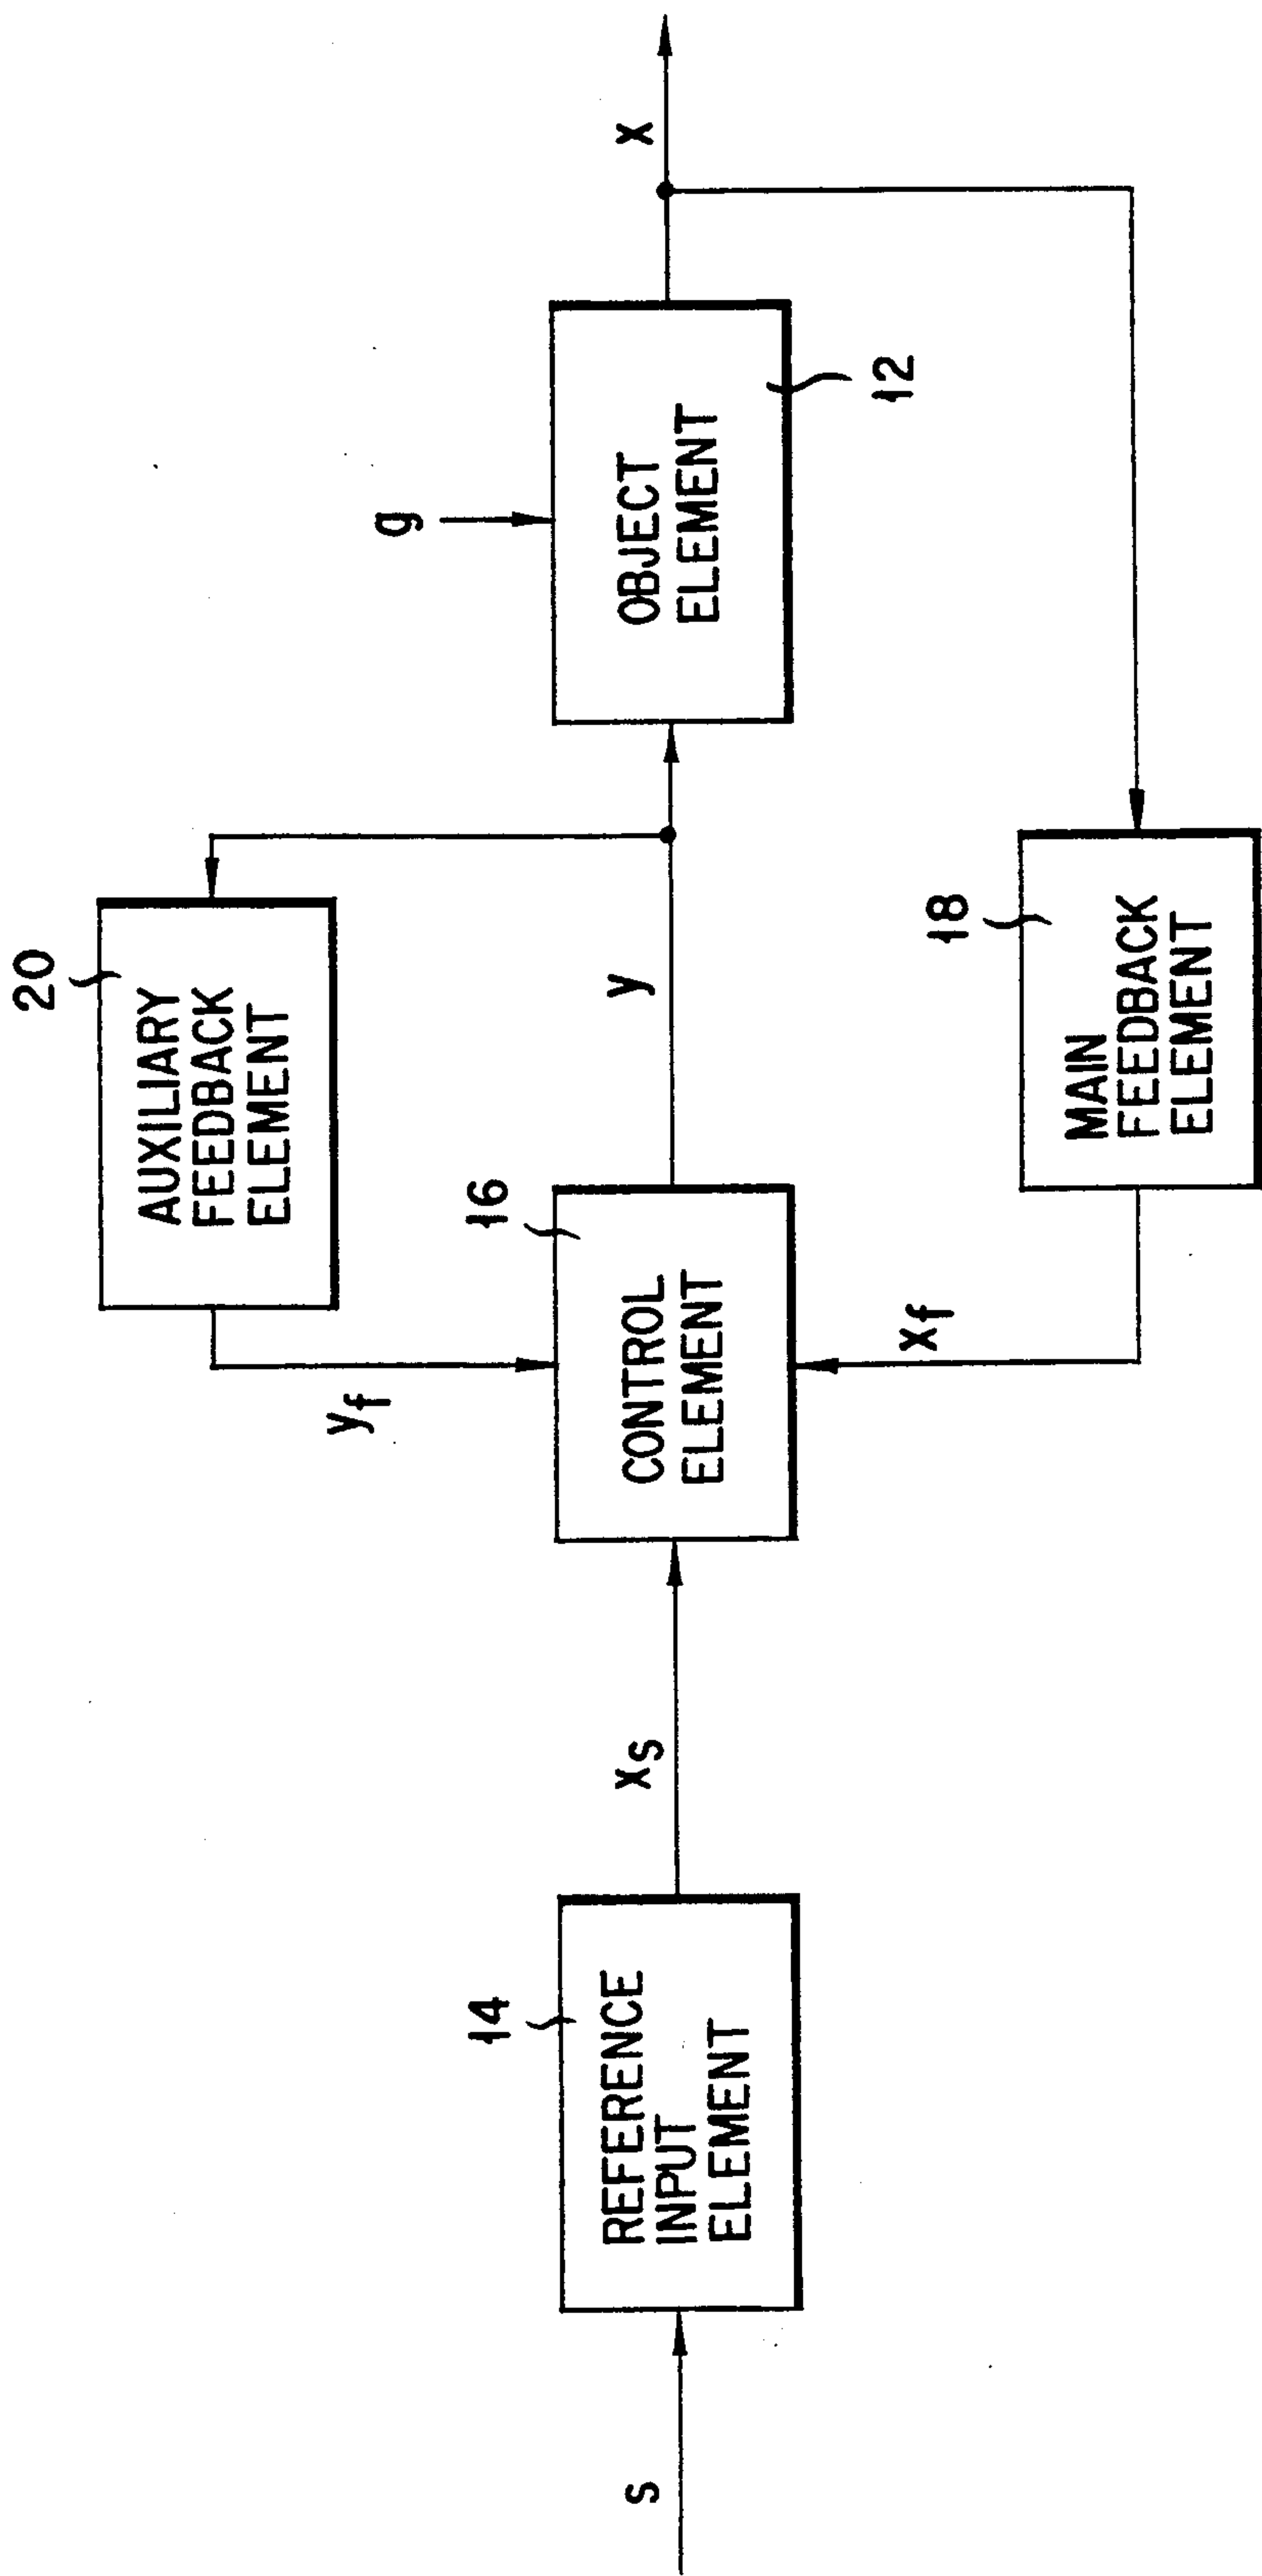 20
AUXILIARY
FEEDBACK
ELEMENT
yf
g
s
14
REFERENCE
INPUT
ELEMENT
xs
16
CONTROL
ELEMENT
y
OBJECT
ELEMENT
12
x
xf
18
MAIN
FEEDBACK
ELEMENT